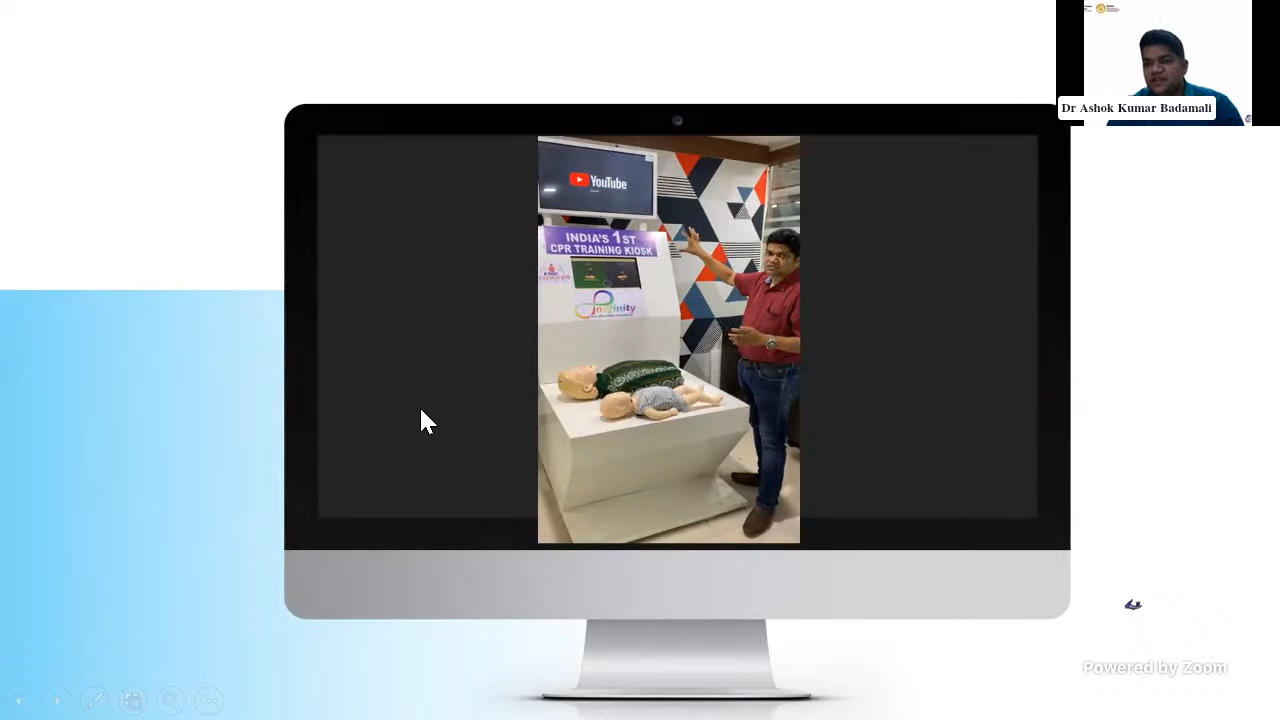 Dr Ashok Kumar Badamali
YouTube
INDIA'S 1ST
CPR TRAINING KIOSK
Powered by Zoom